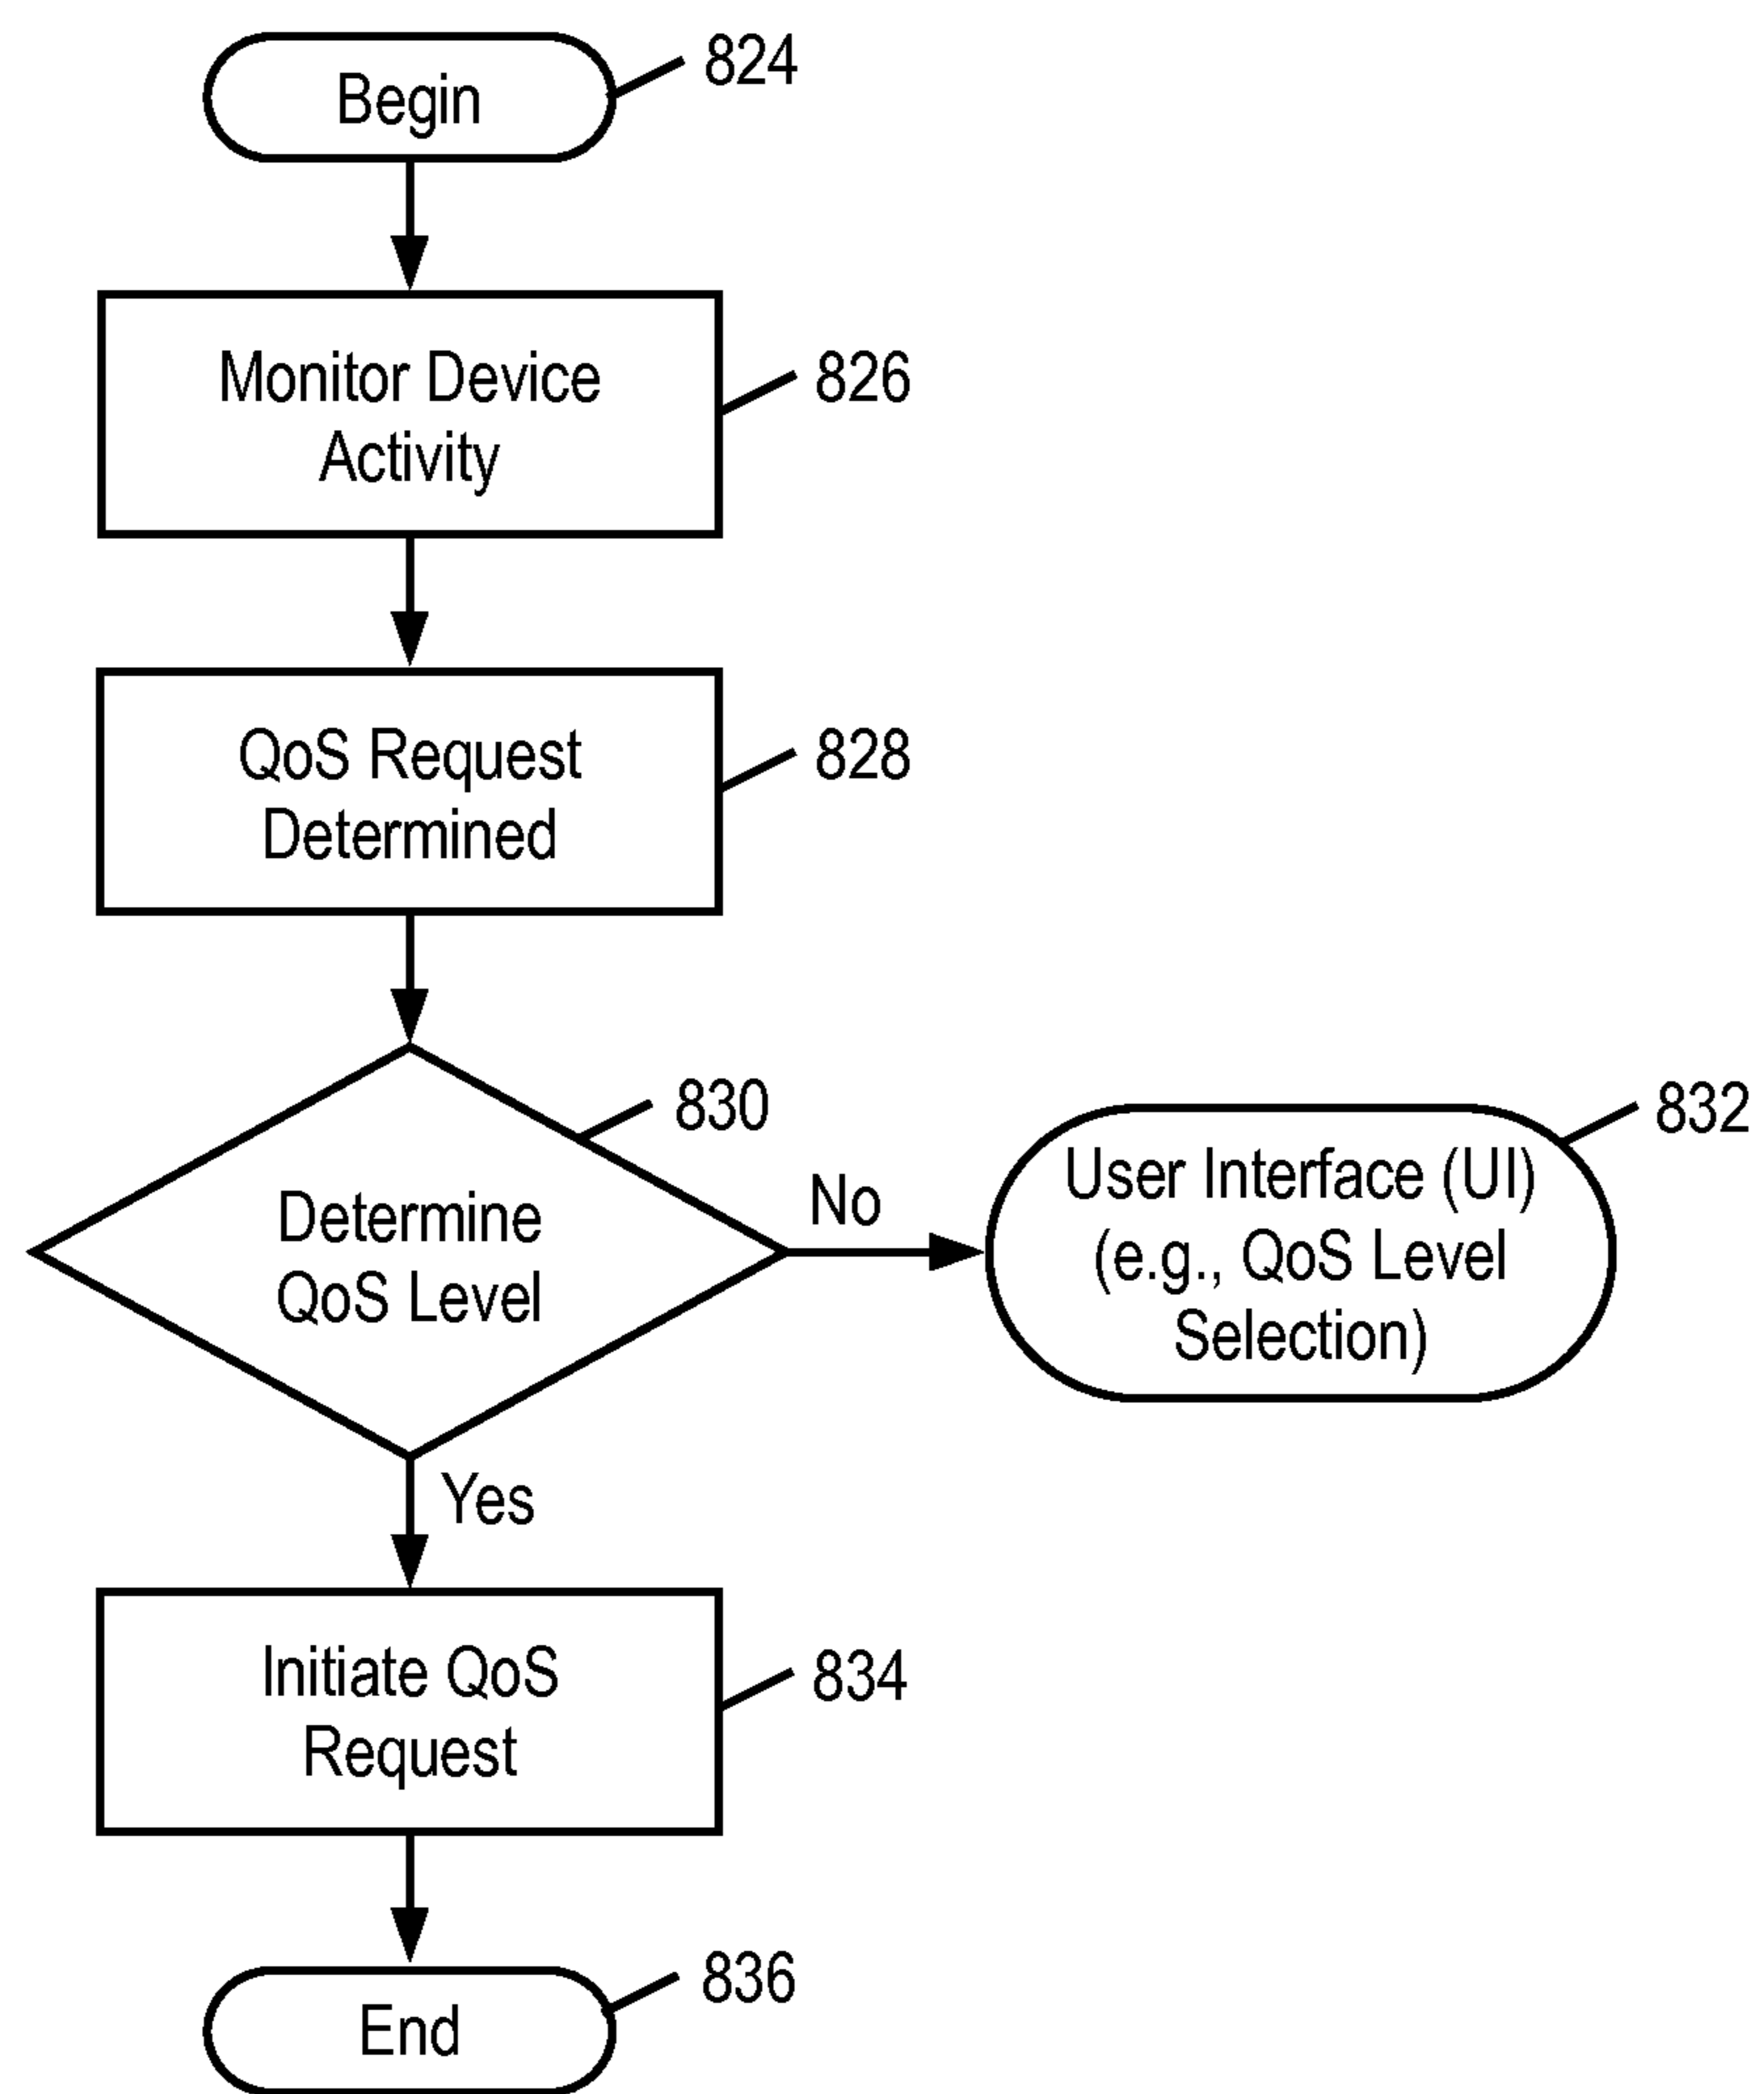 Begin
824
Monitor Device
Activity
826
QoS Request
Determined
828
830
Determine
QoS Level
No
832
User Interface (UI)
(e.g., QoS Level
Selection)
Yes
Initiate QoS
Request
834
End
836